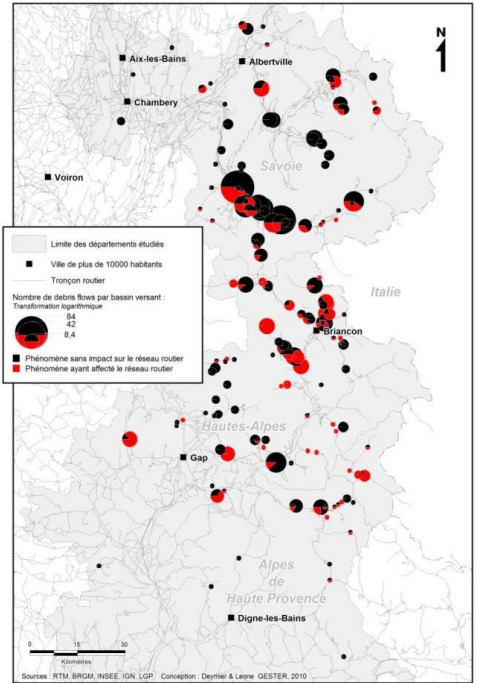 N
Aix-les-Bains
Albertville
Chambery
Savoie
Voiron
Limite des départements étudiés
Ville de plus de 10000 habitants
Tronçon routier
Nombre de debris flows par bassin versant :
Transformation logarithmique
84
42
8,4
Phénomène sans impact sur le réseau routier
Phénomène ayant affecté le réseau routier
Italie
Briancon
Hautes-Alpes
Gap
Alpes
de
Haute Provence
Digne-les-Bains
0 15 30
Kilomètres
Sources : RTM, BRGM, INSEE, IGN, LGP Conception : Deymier & Leone GESTER, 2010